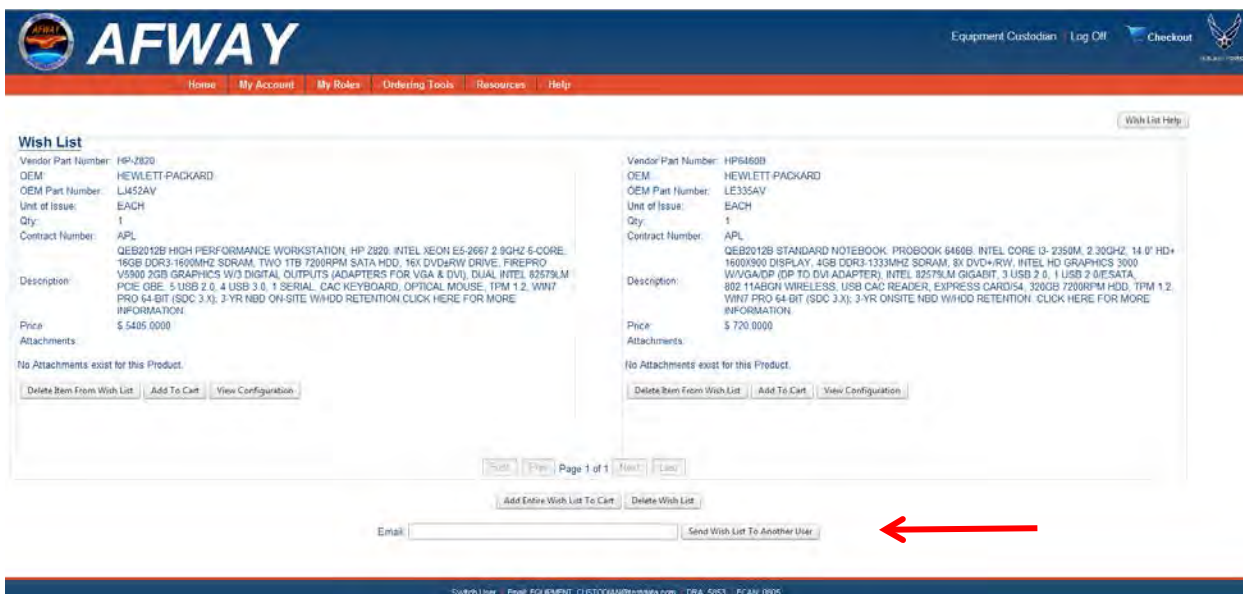 AFWAY
Equipment Custodian Log Off Checkout
Home My Account My Roles Ordering Tools Resources Help
Wish List Help
Wish List
Vendor Part Number: HP-Z820
OEM: HEWLETT-PACKARD
OEM Part Number: LJ452AV
Unit of Issue: EACH
Qty: 1
Contract Number: APL
Description: QEB2012B HIGH PERFORMANCE WORKSTATION, HP Z820: INTEL XEON E5-2667 2.9GHZ 6-CORE,
16GB DDR3-1600MHZ SDRAM, TWO 1TB 7200RPM SATA HDD, 16X DVD±RW DRIVE, FIREPRO
V5900 2GB GRAPHICS W/3 DIGITAL OUTPUTS (ADAPTERS FOR VGA & DVI), DUAL INTEL 82579LM
PCIE GBE, 5 USB 2.0, 4 USB 3.0, 1 SERIAL, CAC KEYBOARD, OPTICAL MOUSE, TPM 1.2, WIN7
PRO 64-BIT (SDC 3.X); 3-YR NBD ON-SITE W/HDD RETENTION.CLICK HERE FOR MORE
INFORMATION.
Price: $ 5405.0000
Attachments:
No Attachments exist for this Product.
Delete Item From Wish List Add To Cart View Configuration
Vendor Part Number: HP6460B
OEM: HEWLETT-PACKARD
OEM Part Number: LE335AV
Unit of Issue: EACH
Qty: 1
Contract Number: APL
Description: QEB2012B STANDARD NOTEBOOK, PROBOOK 6460B, INTEL CORE I3- 2350M, 2.30GHZ, 14.0" HD+
1600X900 DISPLAY, 4GB DDR3-1333MHZ SDRAM, 8X DVD+-RW, INTEL HD GRAPHICS 3000
W/VGA/DP (DP TO DVI ADAPTER), INTEL 82579LM GIGABIT, 3 USB 2.0, 1 USB 2.0/ESATA,
802.11ABGN WIRELESS, USB CAC READER, EXPRESS CARD/54, 320GB 7200RPM HDD, TPM 1.2,
WIN7 PRO 64-BIT (SDC 3.X); 3-YR ONSITE NBD W/HDD RETENTION. CLICK HERE FOR MORE
INFORMATION.
Price: $ 720.0000
Attachments:
No Attachments exist for this Product.
Delete Item From Wish List Add To Cart View Configuration
First Prev Page 1 of 1 Next Last
Add Entire Wish List To Cart Delete Wish List
Email: Send Wish List To Another User
Switch User Email: EQUIPMENT_CUSTODIAN@testdata.com DRA: 5853 ECAN: 0605